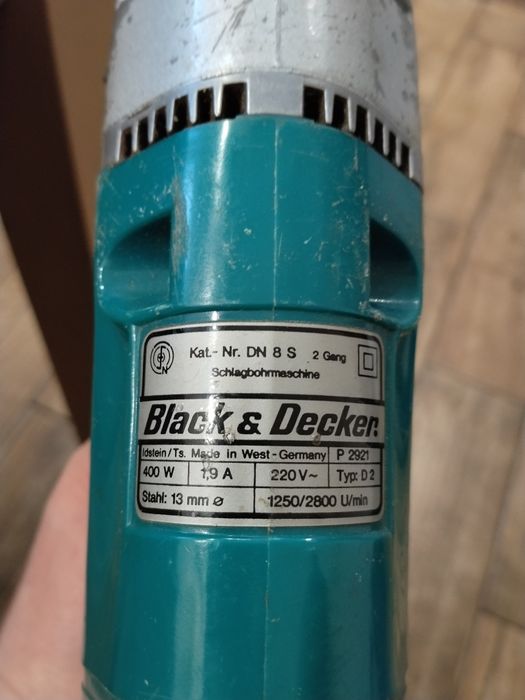 Kat.- Nr. DN 8 S 2 Gang
Schlagbohrmaschine
Black & Decker.
Idstein/Ts. Made in West - Germany P 2921
400 W 1,9 A 220 V~ Typ: D 2
Stahl: 13 mm ⌀ 1250/2800 U/min